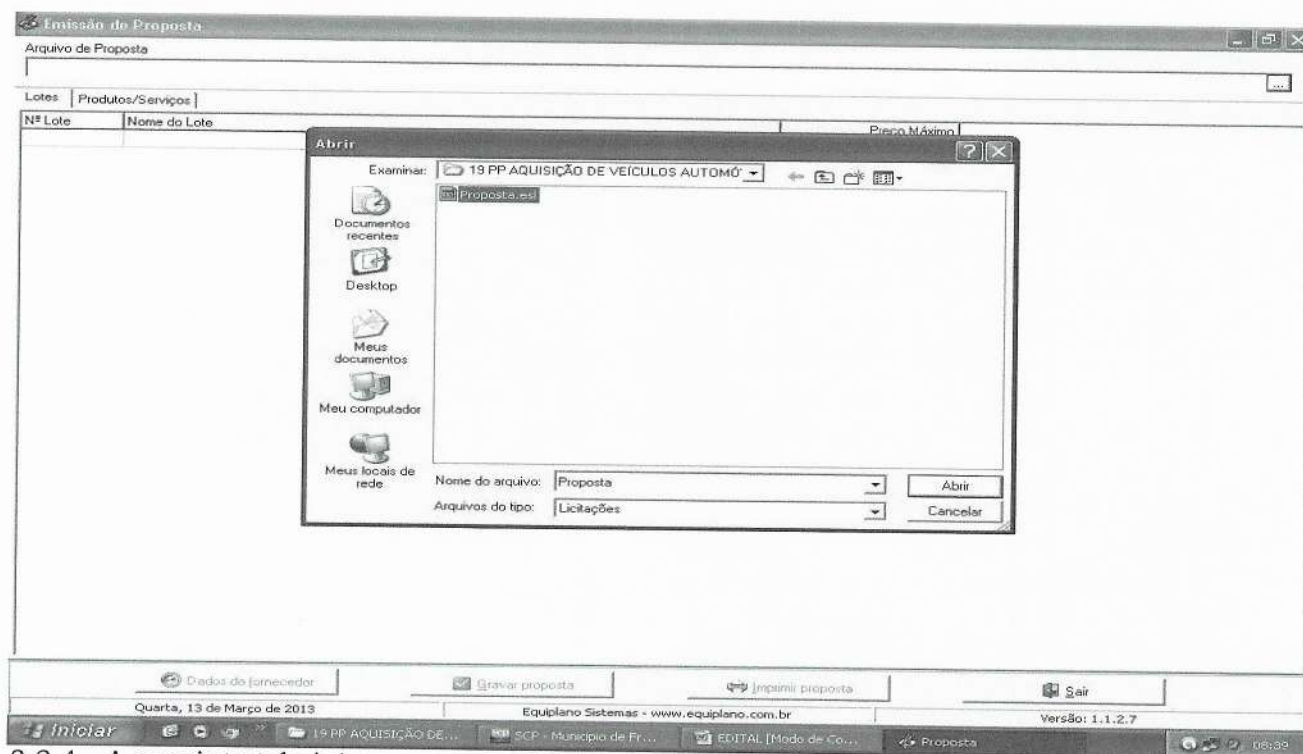 Emissão de Proposta
Arquivo de Proposta
...
Lotes Produtos/Serviços
Nº Lote Nome do Lote Preço Máximo
Abrir
Examinar: 19 PP AQUISIÇÃO DE VEÍCULOS AUTOMÓ
Proposta.esl
Documentos recentes
Desktop
Meus documentos
Meu computador
Meus locais de rede
Nome do arquivo: Proposta Abrir
Arquivos do tipo: Licitações Cancelar
Dados do fornecedor Gravar proposta Imprimir proposta Sair
Quarta, 13 de Março de 2013 Equiplano Sistemas - www.equiplano.com.br Versão: 1.1.2.7
Iniciar 19 PP AQUISIÇÃO DE... SCP - Município de Fr... EDITAL [Modo de Co... Proposta 08:39